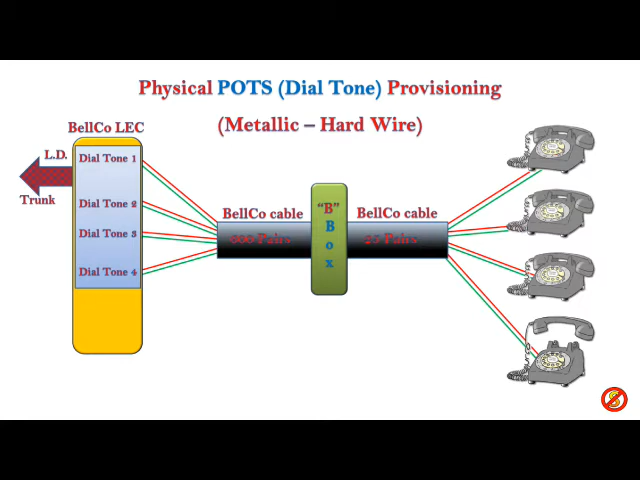 Physical POTS (Dial Tone) Provisioning
(Metallic – Hard Wire)
BellCo LEC
L.D.
Trunk
Dial Tone 1
Dial Tone 2
Dial Tone 3
Dial Tone 4
BellCo cable
Pairs
"B"
B
o
x
BellCo cable
25 Pairs